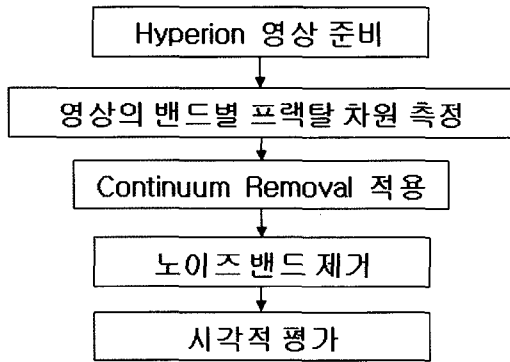 Hyperion 영상 준비
영상의 밴드별 프랙탈 차원 측정
Continuum Removal 적용
노이즈 밴드 제거
시각적 평가